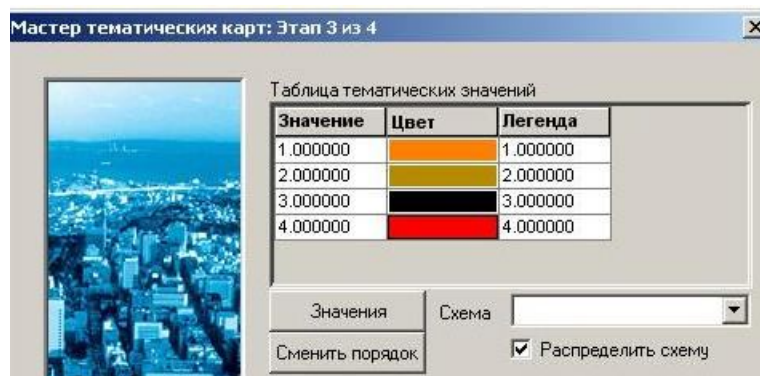 Мастер тематических карт: Этап 3 из 4
Таблица тематических значений
Значение Цвет Легенда
1.000000 1.000000
2.000000 2.000000
3.000000 3.000000
4.000000 4.000000
Значения Схема
Сменить порядок Распределить схему